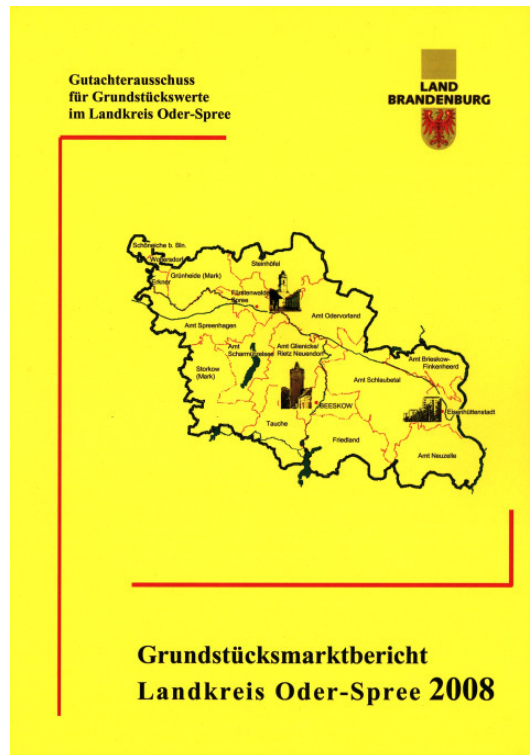 Gutachterausschuss
für Grundstückswerte
im Landkreis Oder-Spree
LAND
BRANDENBURG
Schöneiche b. Bln.
Woltersdorf
Erkner
Grünheide (Mark)
Steinhöfel
Fürstenwalde
Spree
Amt Odervorland
Amt Spreenhagen
Amt
Scharmützelsee
Amt Glienicke/
Rietz Neuendorf
Amt Brieskow-
Finkenheerd
Storkow
(Mark)
Amt Schlaubetal
BEESKOW
Eisenhüttenstadt
Tauche
Friedland
Amt Neuzelle
Grundstücksmarktbericht
Landkreis Oder-Spree 2008